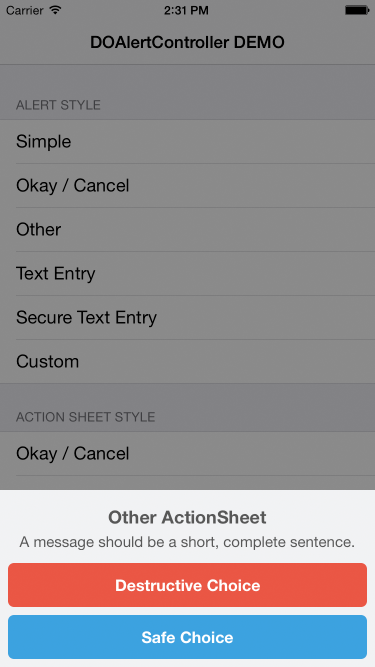 Carrier 2:31 PM
DOAlertController DEMO
ALERT STYLE
Simple
Okay / Cancel
Other
Text Entry
Secure Text Entry
Custom
ACTION SHEET STYLE
Okay / Cancel
Other ActionSheet
A message should be a short, complete sentence.
Destructive Choice
Safe Choice